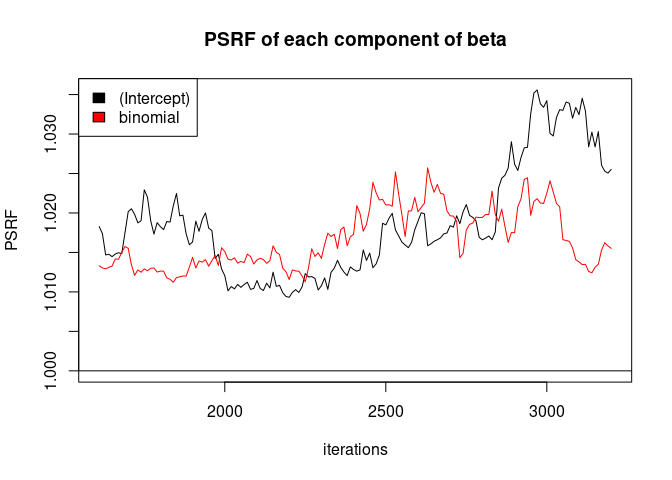 PSRF of each component of beta
(Intercept)
binomial
PSRF
1.030
1.020
1.010
1.000
2000 2500 3000
iterations